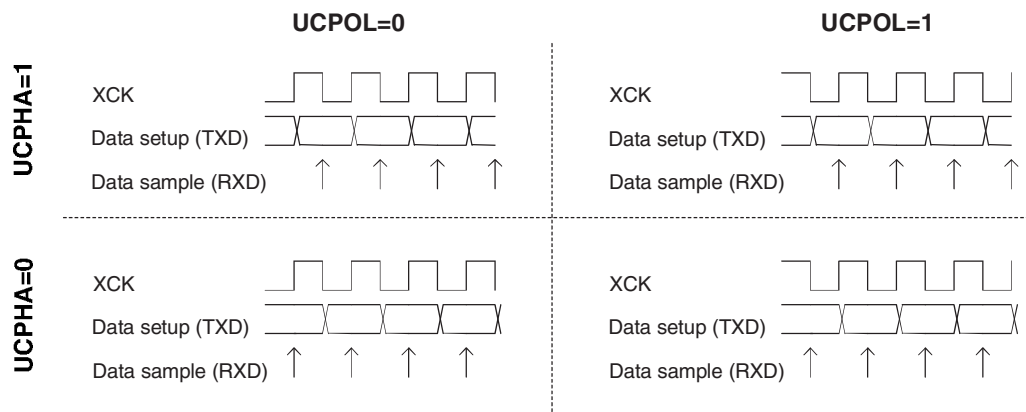 UCPOL=0
UCPOL=1
UCPHA=1
XCK
Data setup (TXD)
Data sample (RXD)
XCK
Data setup (TXD)
Data sample (RXD)
UCPHA=0
XCK
Data setup (TXD)
Data sample (RXD)
XCK
Data setup (TXD)
Data sample (RXD)